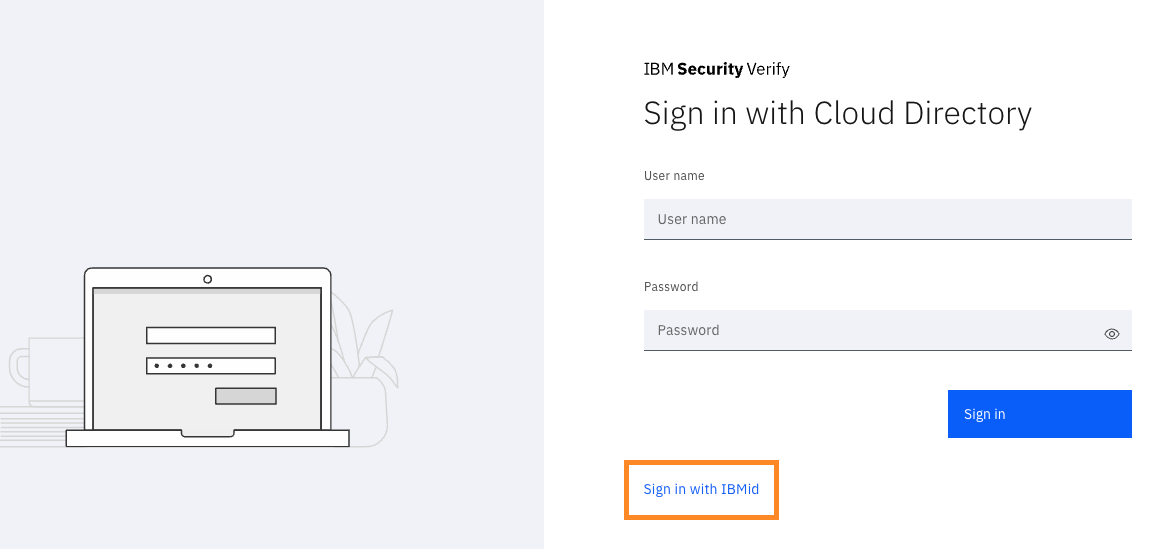 IBM Security Verify
Sign in with Cloud Directory
User name
User name
Password
Password
Sign in
Sign in with IBMid